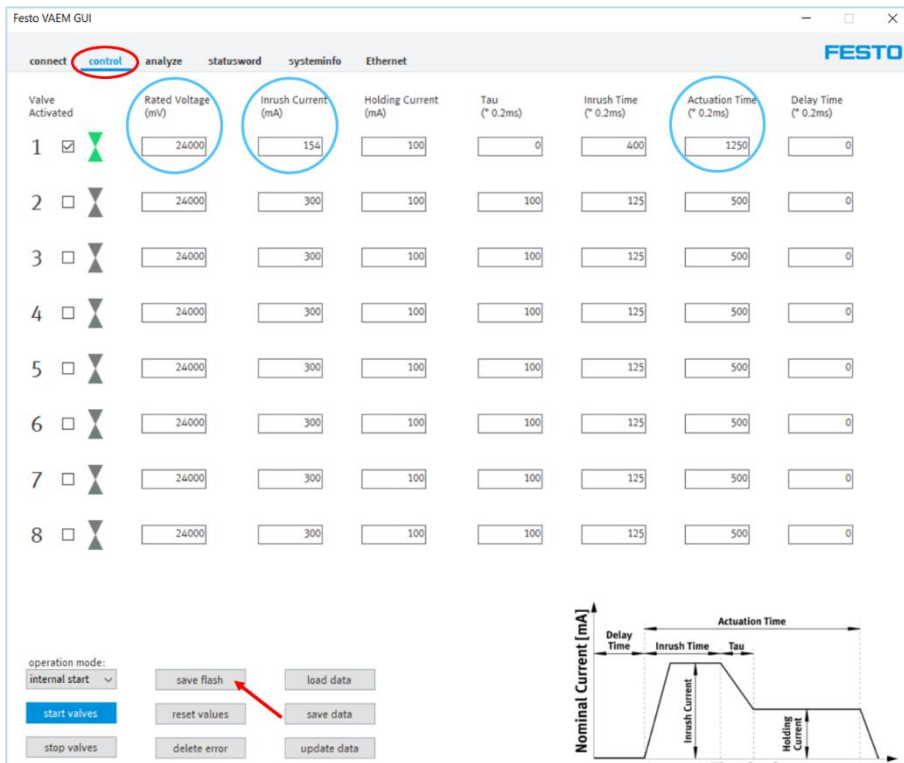 Festo VAEM GUI
FESTO
connect control analyze statusword systeminfo Ethernet
Valve Activated Rated Voltage (mV) Inrush Current (mA) Holding Current (mA) Tau (* 0.2ms) Inrush Time (* 0.2ms) Actuation Time (* 0.2ms) Delay Time (* 0.2ms)
1 24000 154 100 0 400 1250 0
2 24000 300 100 100 125 500 0
3 24000 300 100 100 125 500 0
4 24000 300 100 100 125 500 0
5 24000 300 100 100 125 500 0
6 24000 300 100 100 125 500 0
7 24000 300 100 100 125 500 0
8 24000 300 100 100 125 500 0
operation mode:
internal start save flash load data
start valves reset values save data
stop valves delete error update data
Nominal Current [mA]
Actuation Time
Delay Time
Inrush Time
Tau
Inrush Current
Holding Current